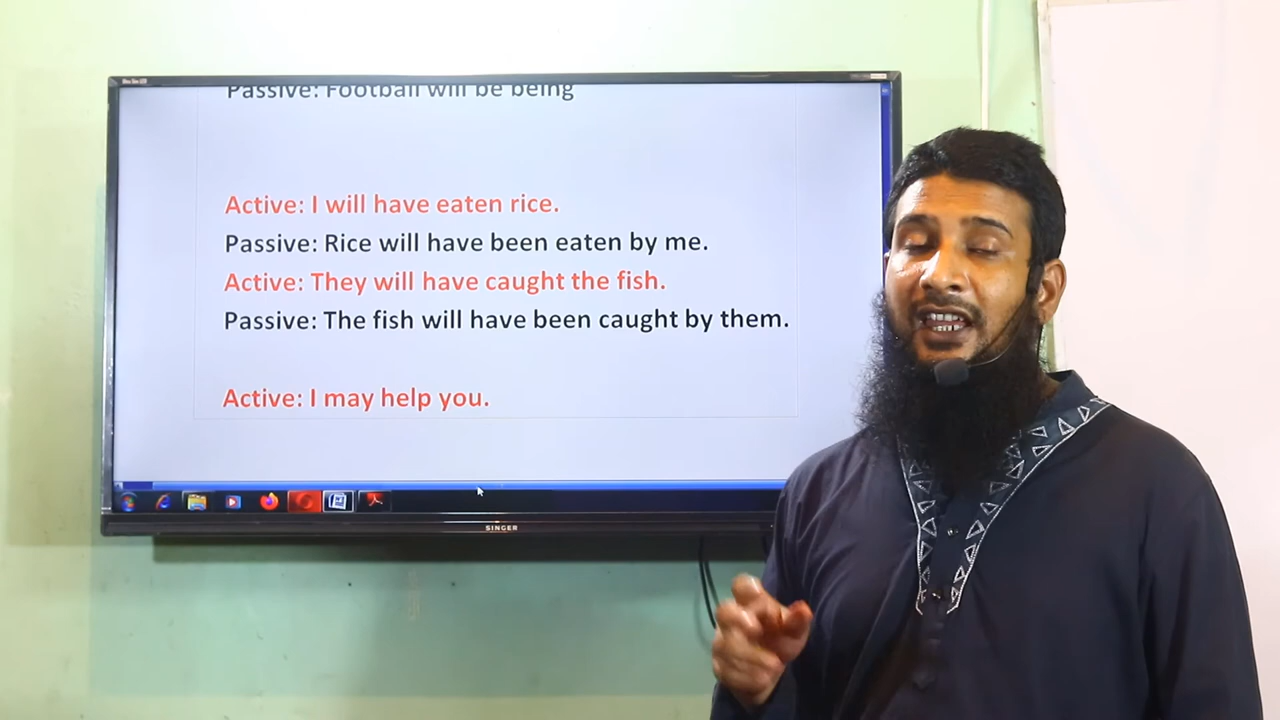 Passive: Football will be being
Active: I will have eaten rice.
Passive: Rice will have been eaten by me.
Active: They will have caught the fish.
Passive: The fish will have been caught by them.
Active: I may help you.
SINGER